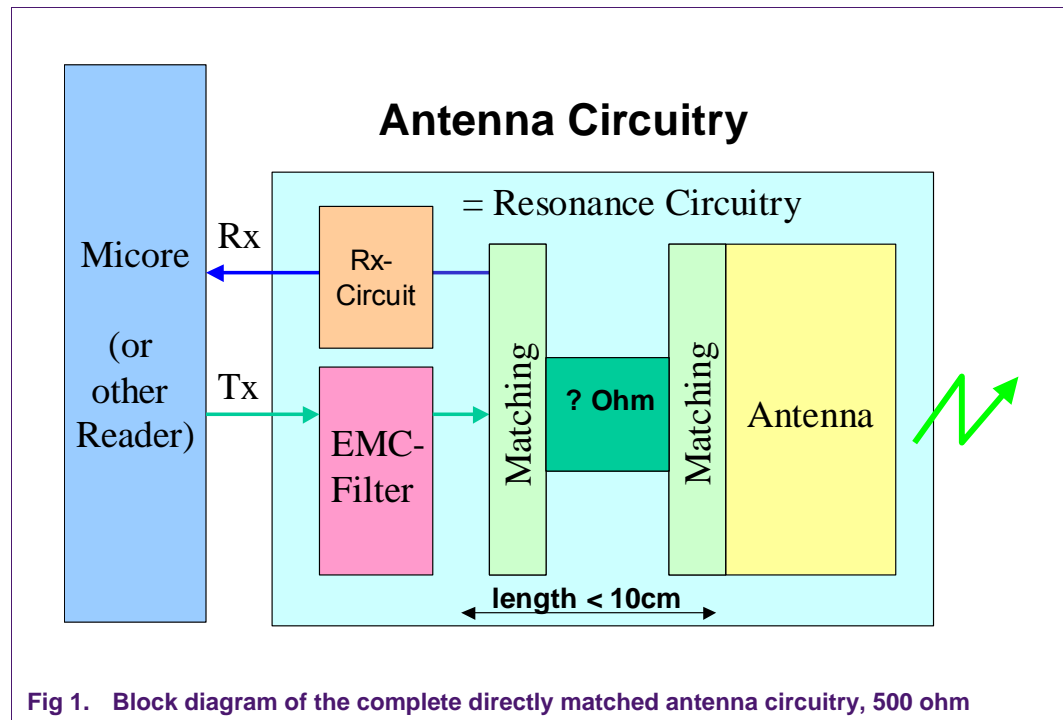 Antenna Circuitry
= Resonance Circuitry
Micore
(or
other
Reader)
Rx
Tx
Rx-
Circuit
EMC-
Filter
Matching
? Ohm
Matching
Antenna
length < 10cm
Fig 1. Block diagram of the complete directly matched antenna circuitry, 500 ohm